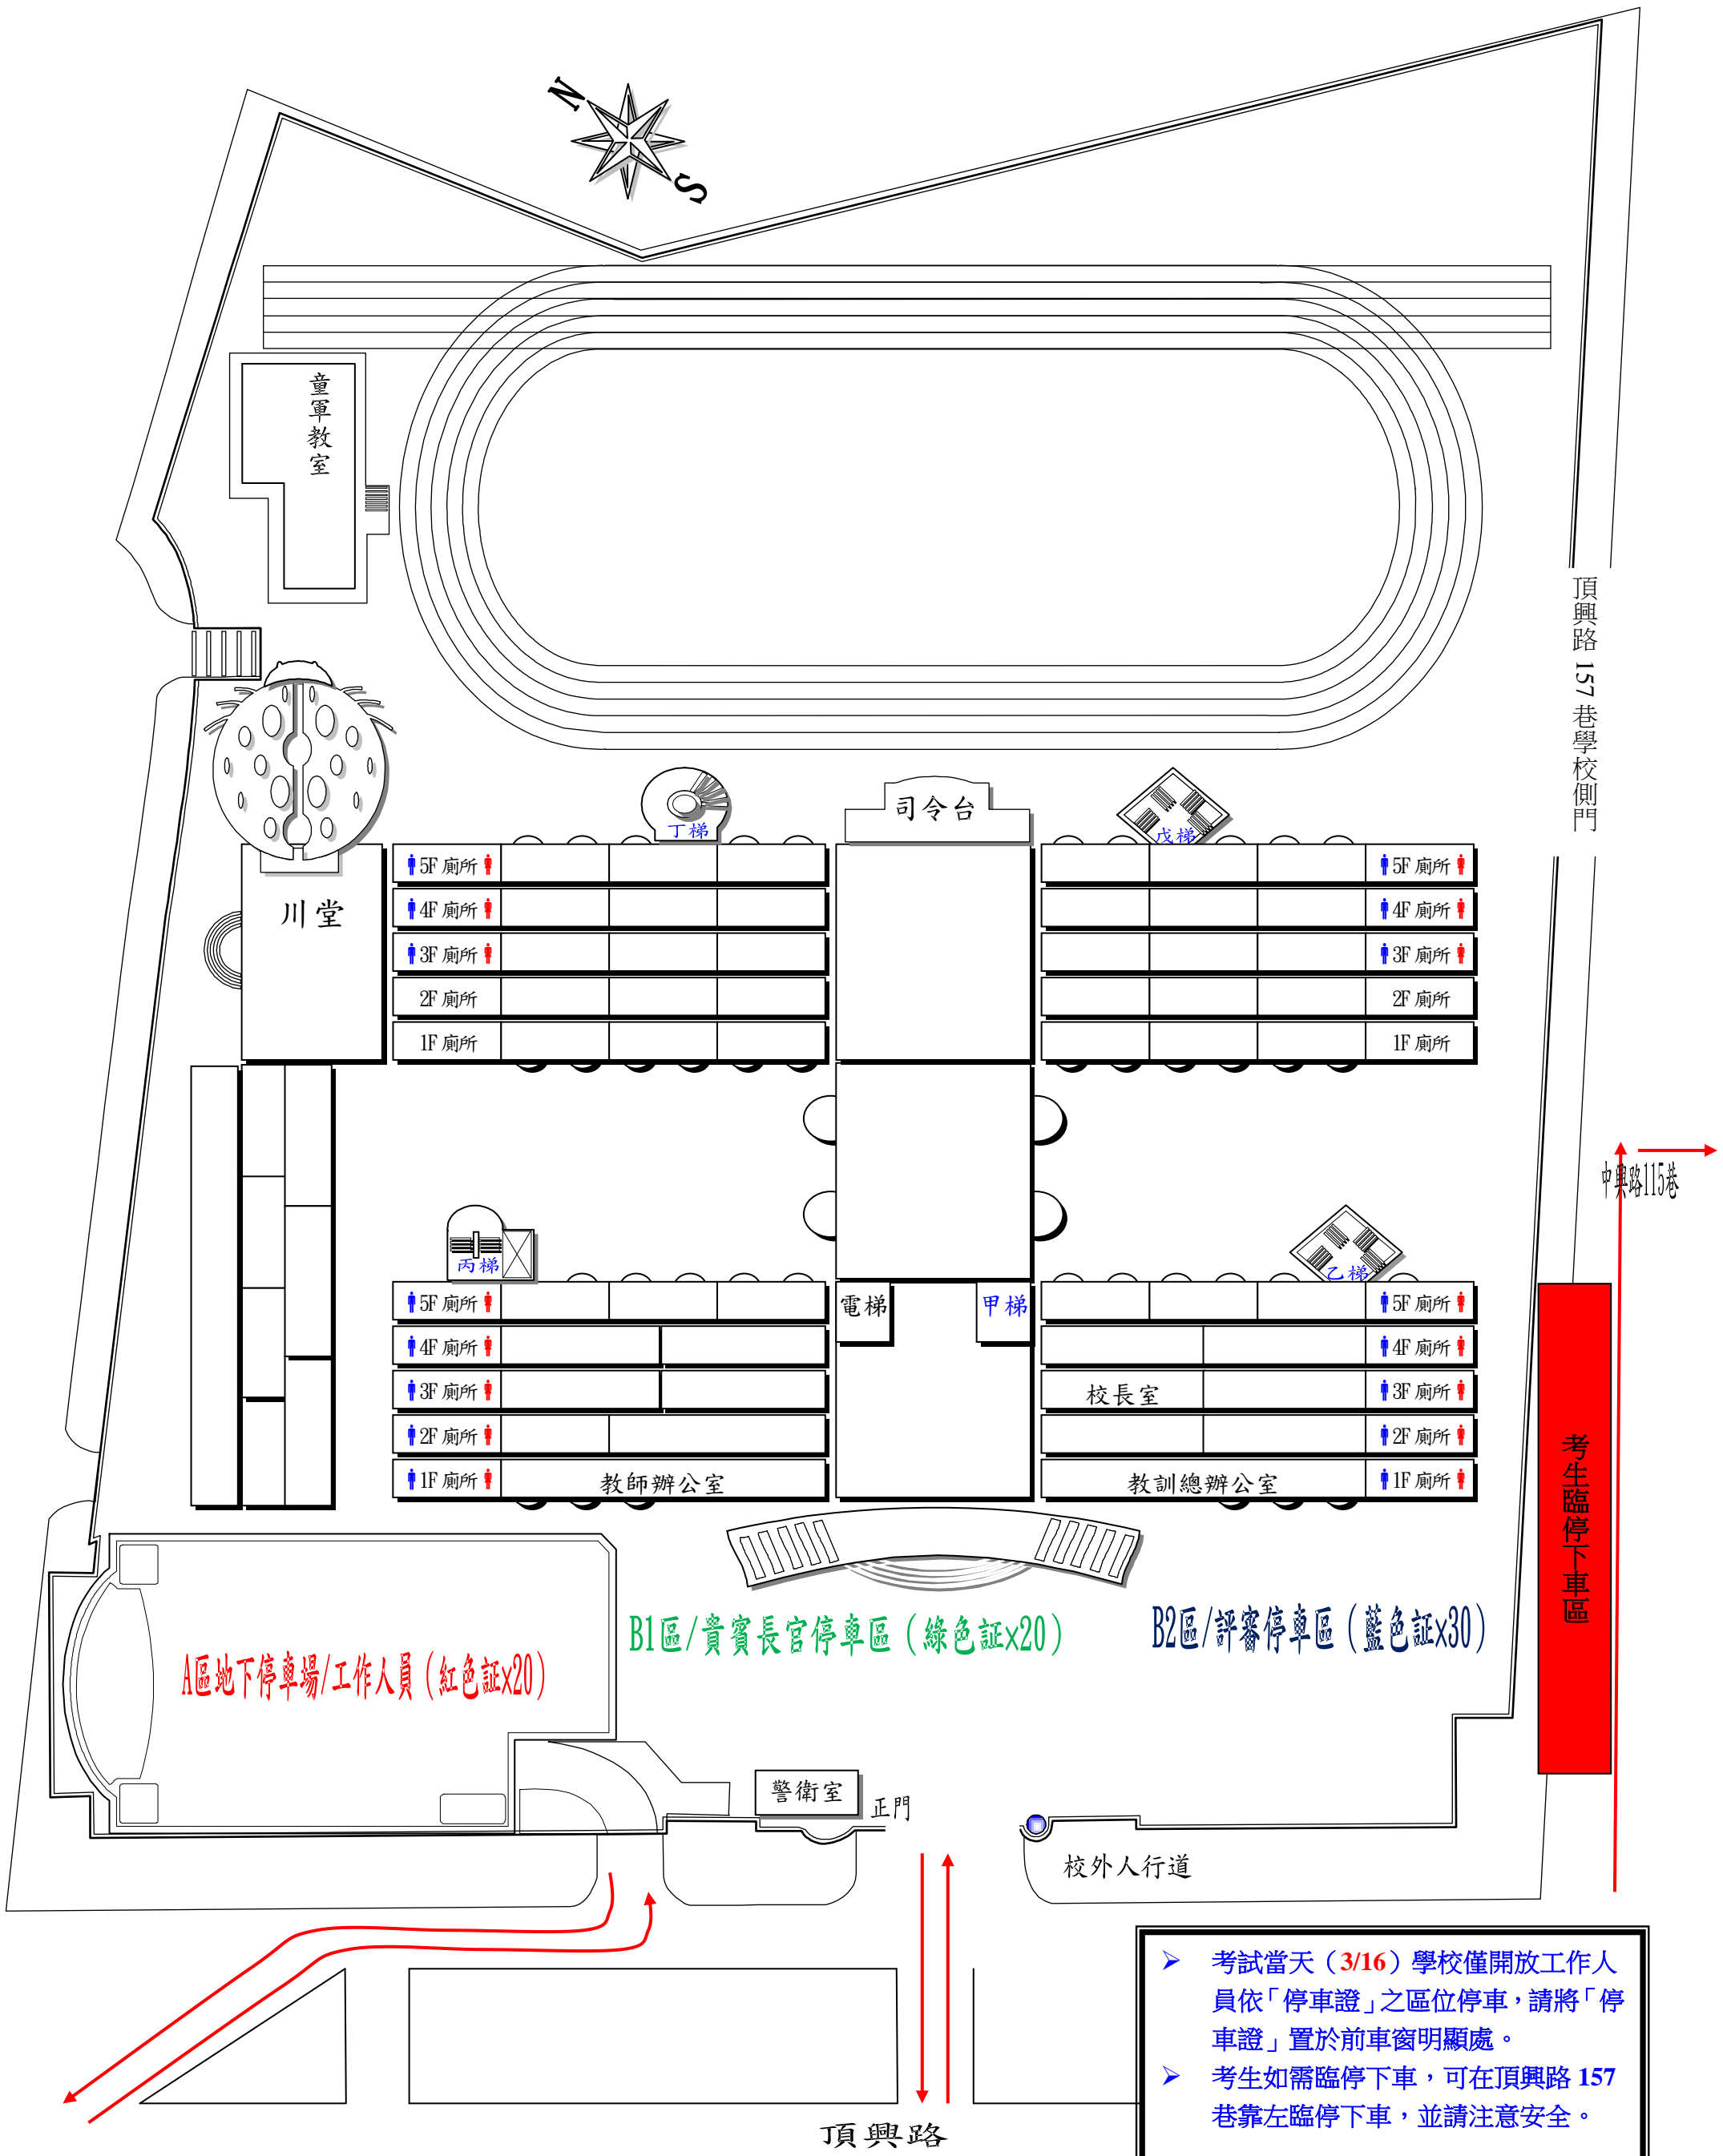 N
S
童軍教室
頂興路 157 巷學校側門
司令台
丁梯
戊梯
川堂
5F 廁所
4F 廁所
3F 廁所
2F 廁所
1F 廁所
5F 廁所
4F 廁所
3F 廁所
2F 廁所
1F 廁所
中興路115巷
丙梯
乙梯
電梯
甲梯
5F 廁所
4F 廁所
3F 廁所
2F 廁所
1F 廁所
教師辦公室
5F 廁所
4F 廁所
校長室
3F 廁所
2F 廁所
教訓總辦公室
1F 廁所
考生臨停下車區
B1區/貴賓長官停車區（綠色証x20）
B2區/評審停車區（藍色証x30）
A區地下停車場/工作人員（紅色証x20）
警衛室
正門
校外人行道
➢ 考試當天（3/16）學校僅開放工作人
員依「停車證」之區位停車，請將「停
車證」置於前車窗明顯處。
➢ 考生如需臨停下車，可在頂興路 157
巷靠左臨停下車，並請注意安全。
頂興路